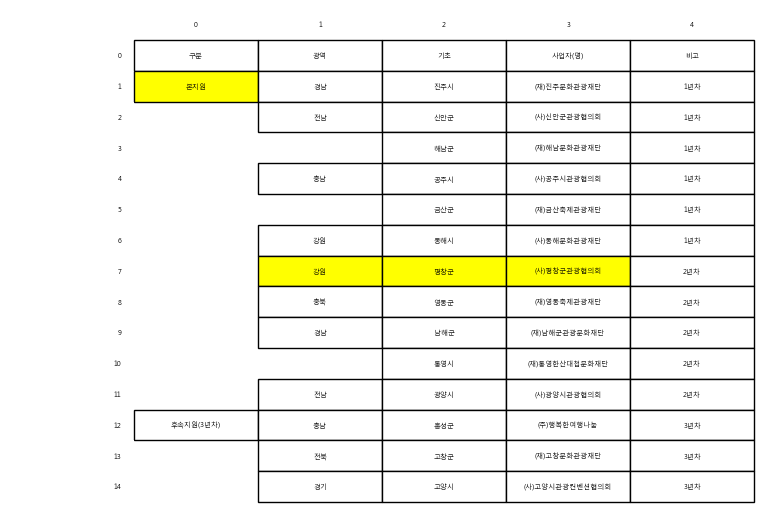 0 1 2 3 4
0 구분 광역 기초 사업자(명) 비고
1 본지원 경남 진주시 (재)진주문화관광재단 1년차
2 전남 신안군 (사)신안군관광협의회 1년차
3 해남군 (재)해남문화관광재단 1년차
4 충남 공주시 (사)공주시관광협의회 1년차
5 금산군 (재)금산축제관광재단 1년차
6 강원 동해시 (사)동해문화관광재단 1년차
7 강원 평창군 (사)평창군관광협의회 2년차
8 충북 영동군 (재)영동축제관광재단 2년차
9 경남 남해군 (재)남해군관광문화재단 2년차
10 통영시 (재)통영한산대첩문화재단 2년차
11 전남 광양시 (사)광양시관광협의회 2년차
12 후속지원(3년차) 충남 홍성군 (주)행복한여행나눔 3년차
13 전북 고창군 (재)고창문화관광재단 3년차
14 경기 고양시 (사)고양시관광컨벤션협의회 3년차